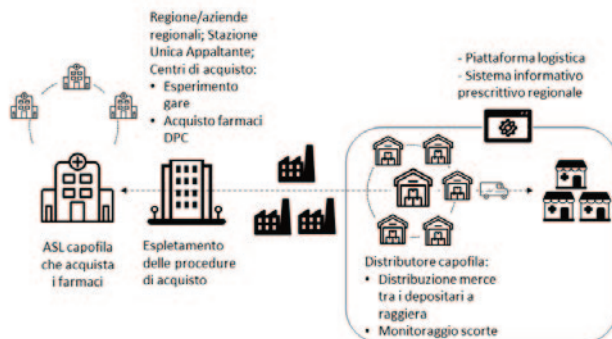 Regione/aziende
regionali; Stazione
Unica Appaltante;
Centri di acquisto:
• Esperimento
gare
• Acquisto farmaci
DPC
- Piattaforma logistica
- Sistema informativo
prescrittivo regionale
ASL capofila
che acquista
i farmaci
Espletamento
delle procedure
di acquisto
Distributore capofila:
• Distribuzione merce
tra i depositari a
raggiera
• Monitoraggio scorte